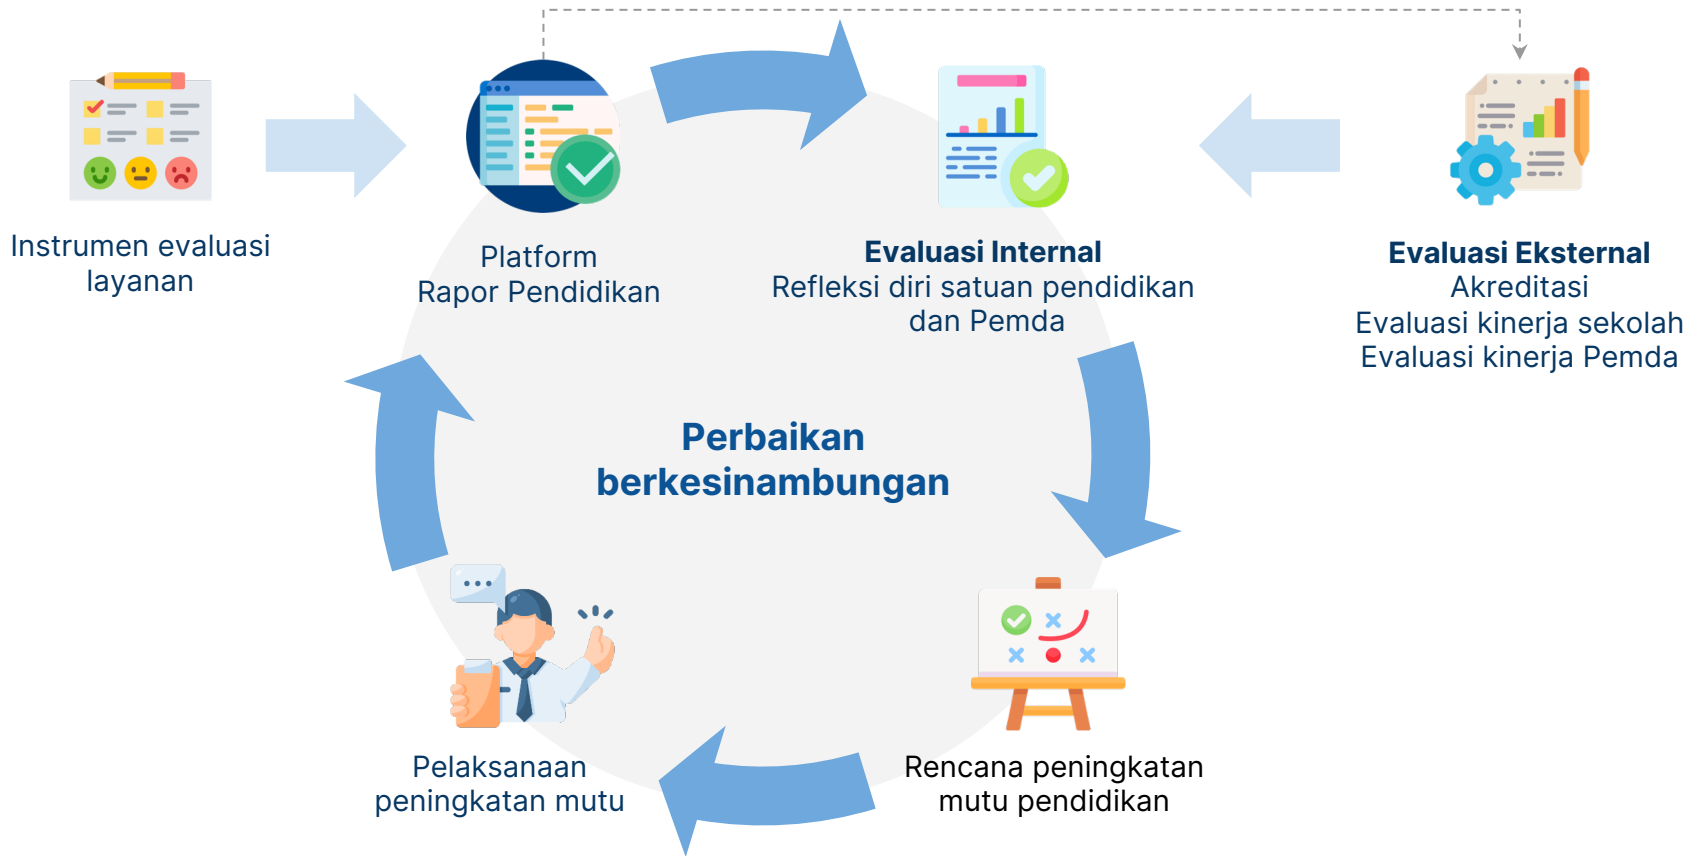 Instrumen evaluasi
layanan
Platform
Rapor Pendidikan
Evaluasi Internal
Refleksi diri satuan pendidikan
dan Pemda
Evaluasi Eksternal
Akreditasi
Evaluasi kinerja sekolah
Evaluasi kinerja Pemda
Perbaikan
berkesinambungan
Pelaksanaan
peningkatan mutu
Rencana peningkatan
mutu pendidikan